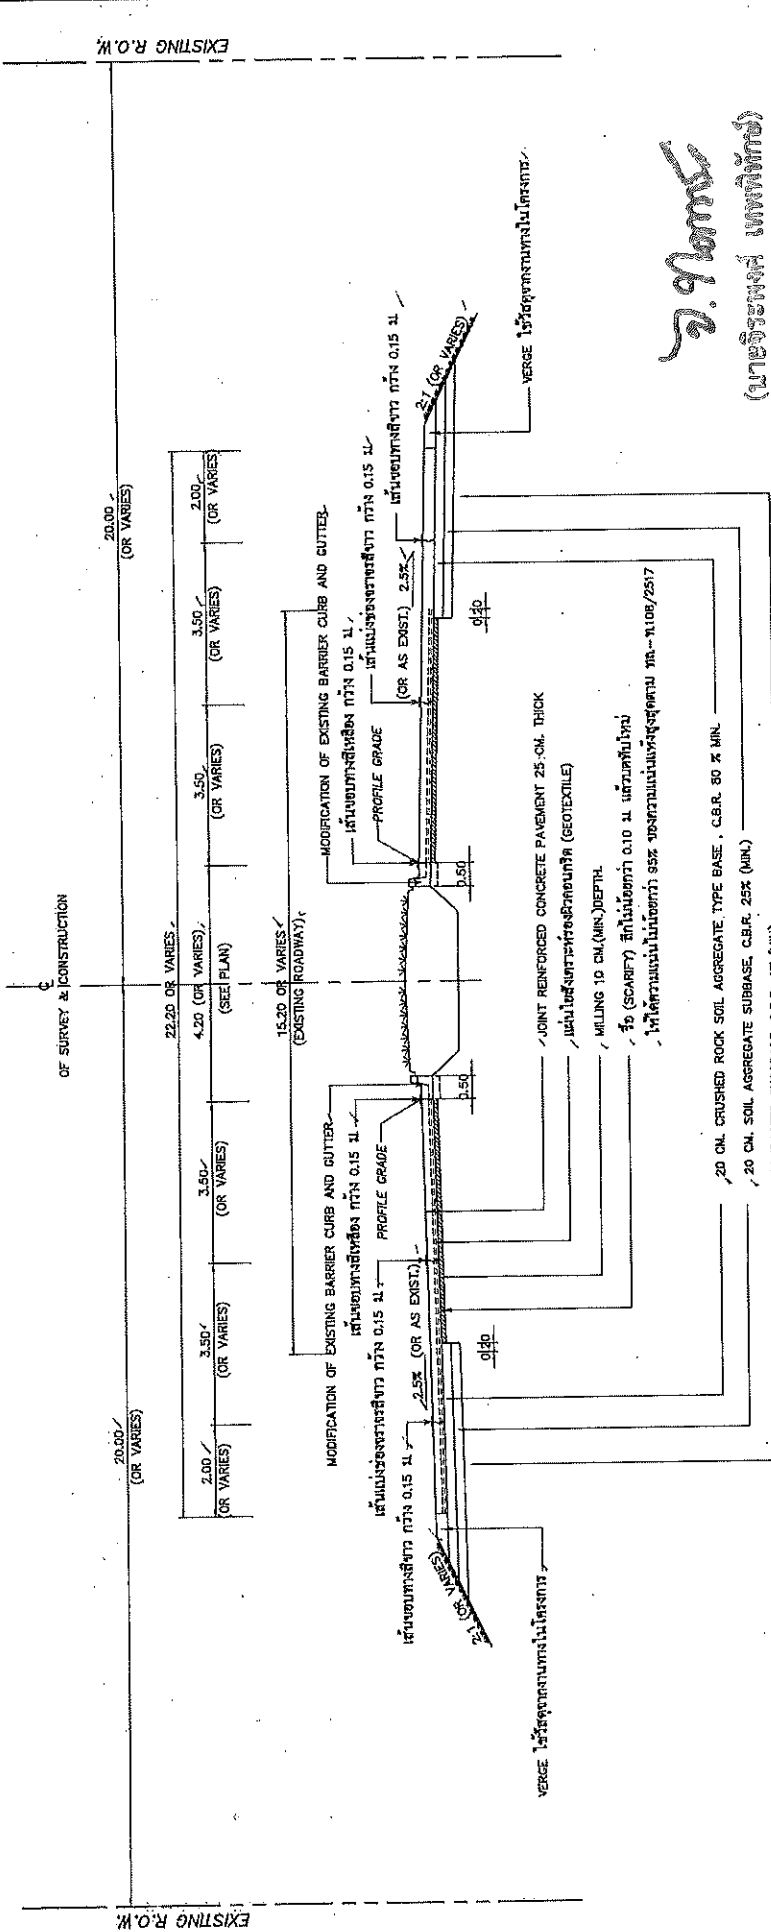 EXISTING R.O.W.
EXISTING R.O.W.
℄
OF SURVEY & CONSTRUCTION
20.00
(OR VARIES)
20.00
(OR VARIES)
22.20 OR VARIES
2.00
(OR VARIES)
3.50
(OR VARIES)
3.50
(OR VARIES)
4.20 (OR VARIES)
(SEE PLAN)
3.50
(OR VARIES)
3.50
(OR VARIES)
2.00
(OR VARIES)
15.20 OR VARIES
(EXISTING ROADWAY)
MODIFICATION OF EXISTING BARRIER CURB AND GUTTER
เส้นขอบทางสีเหลือง กว้าง 0.15 ม
PROFILE GRADE
เส้นแบ่งช่องจราจรสีขาว กว้าง 0.15 ม
2.5% (OR AS EXIST.)
เส้นขอบทางสีขาว กว้าง 0.15 ม
2:1 (OR VARIES)
VERGE ใช้วัสดุจากงานทางในโครงการ
0.20
0.50
MODIFICATION OF EXISTING BARRIER CURB AND GUTTER
เส้นขอบทางสีเหลือง กว้าง 0.15 ม
PROFILE GRADE
เส้นแบ่งช่องจราจรสีขาว กว้าง 0.15 ม
(OR AS EXIST.) 2.5%
เส้นขอบทางสีขาว กว้าง 0.15 ม
2:1 (OR VARIES)
VERGE ใช้วัสดุจากงานทางในโครงการ
0.50
0.20
JOINT REINFORCED CONCRETE PAVEMENT 25 CM. THICK
แผ่นใยสังเคราะห์รองผิวคอนกรีต (GEOTEXTILE)
MILLING 10 CM.(MIN.)DEPTH.
รื้อ (SCARIFY) ลึกไม่น้อยกว่า 0.10 ม แล้วบดทับใหม่
ให้ได้ความแน่นไม่น้อยกว่า 95% ของความแน่นแห้งสูงสุดตาม ทล.-ท.108/2517
20 CM. CRUSHED ROCK SOIL AGGREGATE TYPE BASE , C.B.R. 80 % MIN.
20 CM. SOIL AGGREGATE SUBBASE, C.B.R. 25% (MIN.)
(นายจิระพงศ์ เทพพิทักษ์)